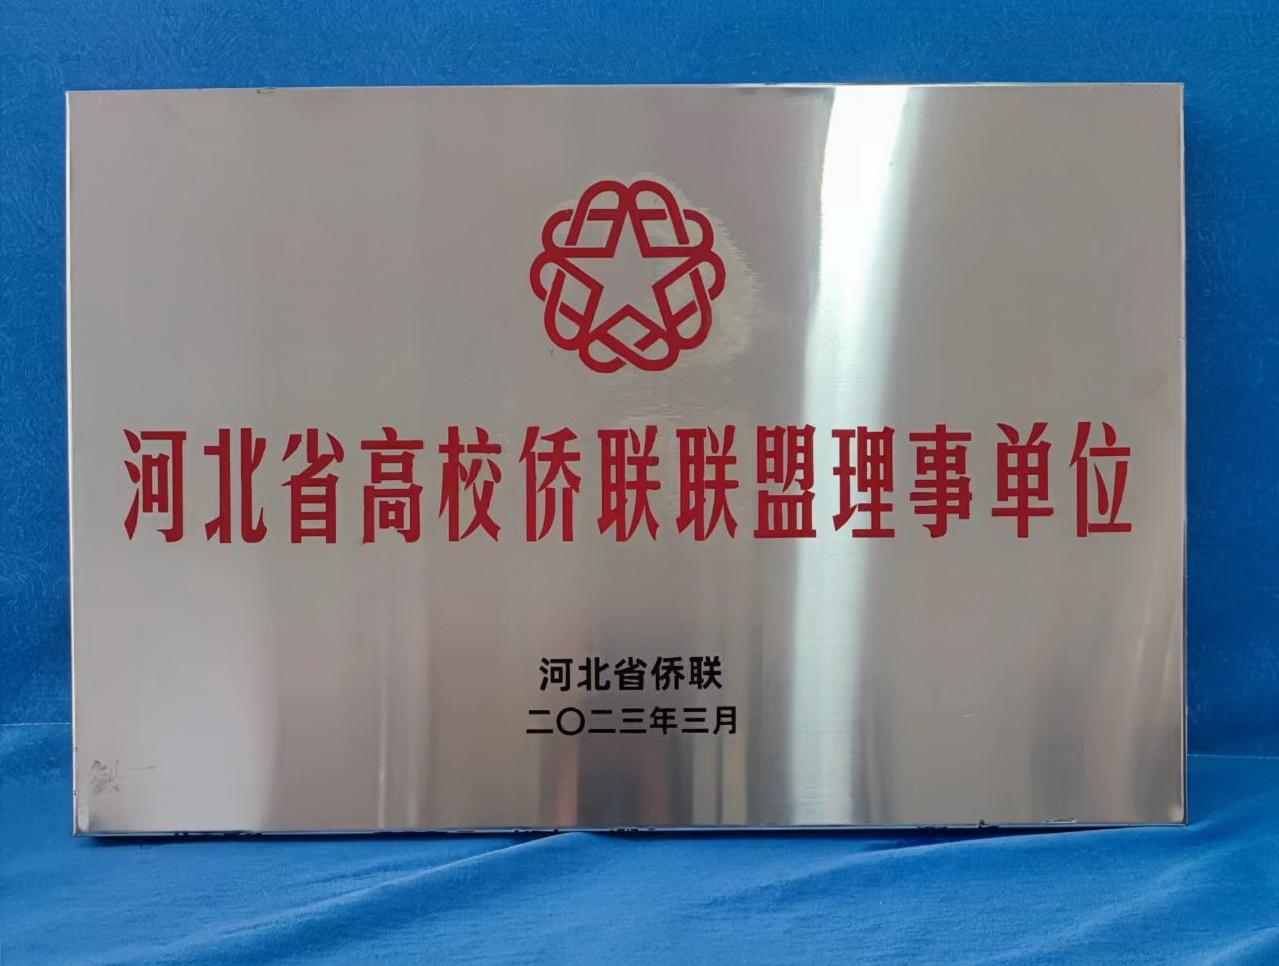 河北省高校侨联联盟理事单位
河北省侨联
二〇二三年三月